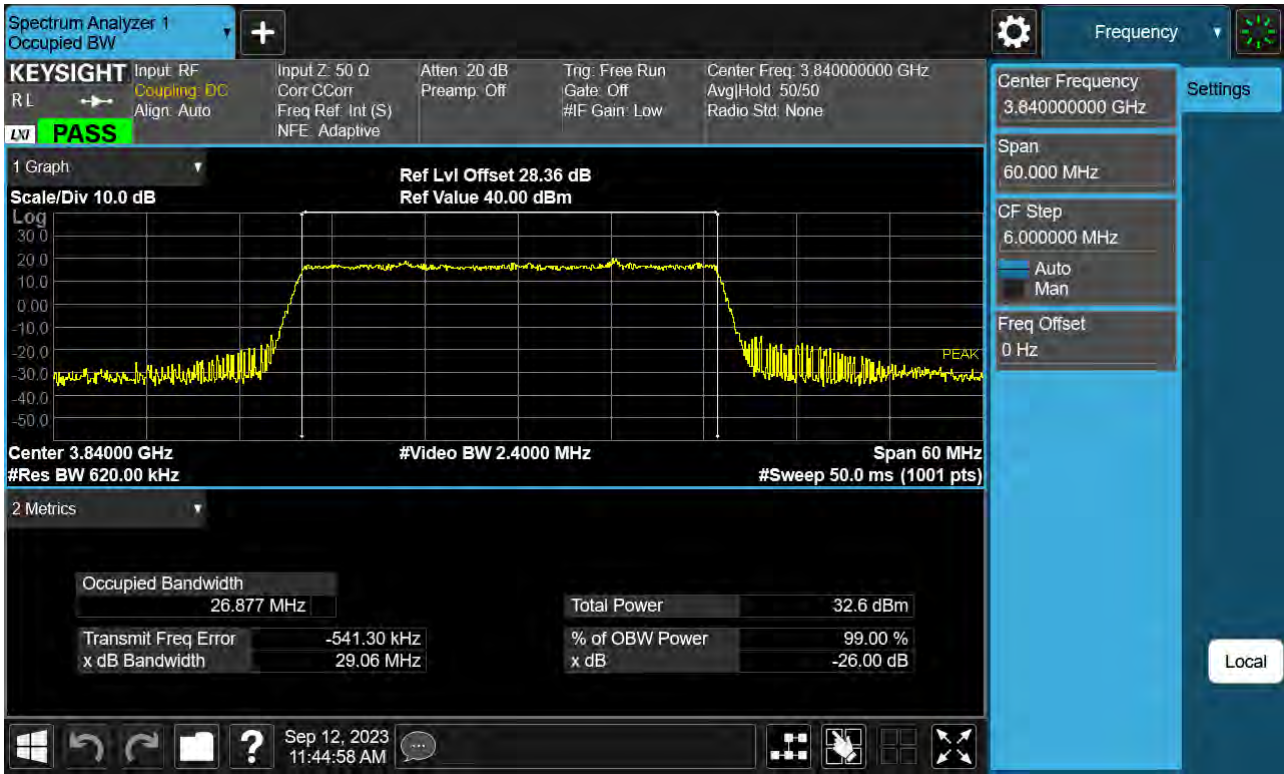 Spectrum Analyzer 1
Occupied BW
Frequency
KEYSIGHT
RL
LXI
PASS
Input: RF
Coupling: DC
Align: Auto
Input Z: 50 Ω
Corr CCorr
Freq Ref: Int (S)
NFE: Adaptive
Atten: 20 dB
Preamp: Off
Trig: Free Run
Gate: Off
#IF Gain: Low
Center Freq: 3.840000000 GHz
Avg|Hold: 50/50
Radio Std: None
Center Frequency
3.840000000 GHz
Settings
Span
60.000 MHz
CF Step
6.000000 MHz
Auto
Man
Freq Offset
0 Hz
Local
1 Graph
Scale/Div 10.0 dB
Ref Lvl Offset 28.36 dB
Ref Value 40.00 dBm
Log
30.0
20.0
10.0
0.00
-10.0
-20.0
-30.0
-40.0
-50.0
PEAK
Center 3.84000 GHz
#Video BW 2.4000 MHz
Span 60 MHz
#Res BW 620.00 kHz
#Sweep 50.0 ms (1001 pts)
2 Metrics
Occupied Bandwidth
26.877 MHz
Total Power 32.6 dBm
Transmit Freq Error -541.30 kHz
% of OBW Power 99.00 %
x dB Bandwidth 29.06 MHz
x dB -26.00 dB
?
Sep 12, 2023
11:44:58 AM